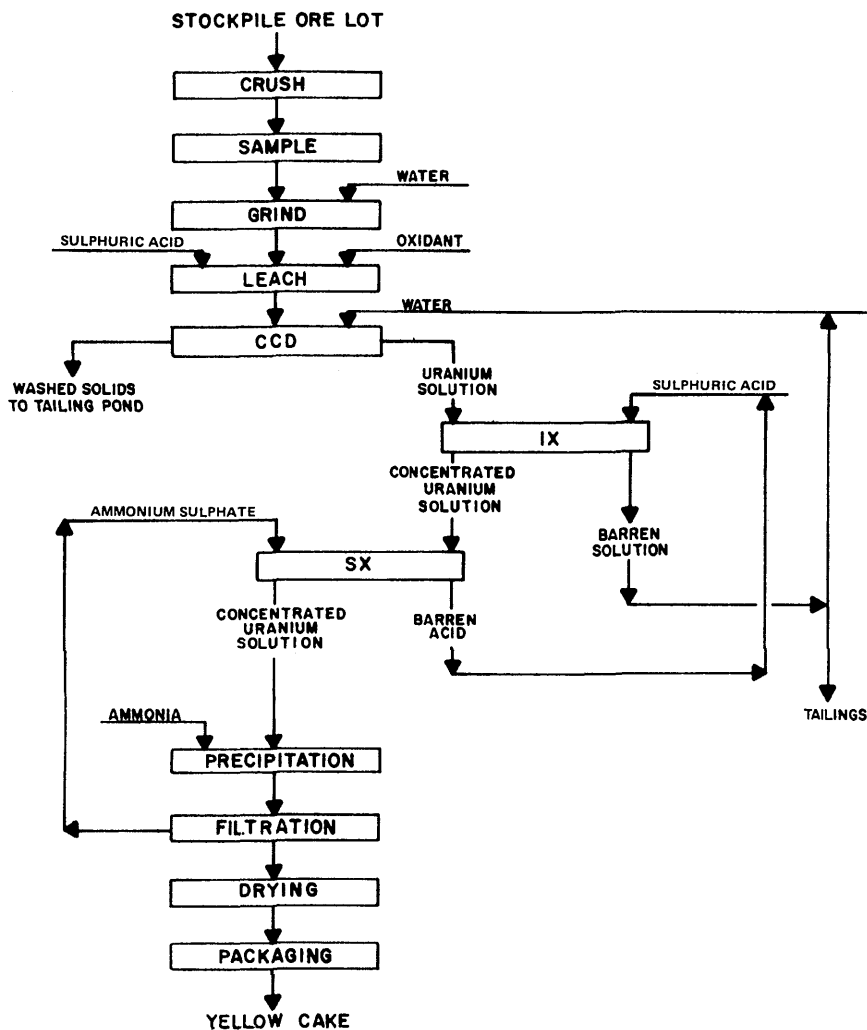 STOCKPILE ORE LOT
CRUSH
SAMPLE
WATER
GRIND
SULPHURIC ACID
OXIDANT
LEACH
WATER
CCD
WASHED SOLIDS
TO TAILING POND
URANIUM
SOLUTION
SULPHURIC ACID
IX
CONCENTRATED
URANIUM
SOLUTION
AMMONIUM SULPHATE
BARREN
SOLUTION
SX
CONCENTRATED
URANIUM
SOLUTION
BARREN
ACID
TAILINGS
AMMONIA
PRECIPITATION
FILTRATION
DRYING
PACKAGING
YELLOW CAKE